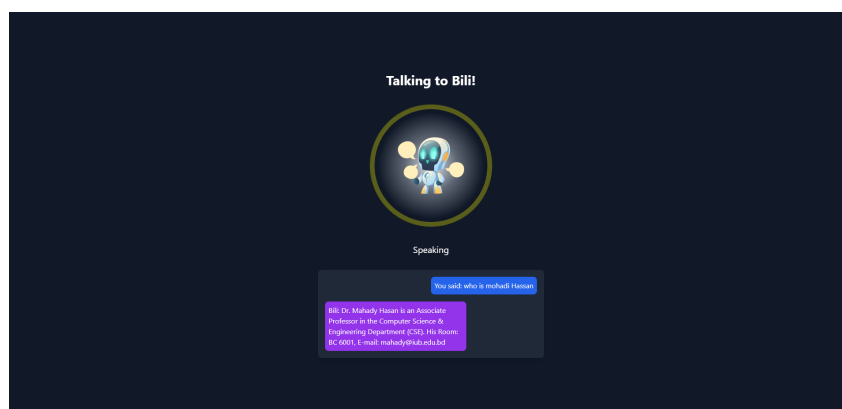 Talking to Bili!
Speaking
You said: who is mohadi Hassan
Bili: Dr. Mahady Hasan is an Associate
Professor in the Computer Science &
Engineering Department (CSE). His Room:
BC 6001, E-mail: mahady@iub.edu.bd